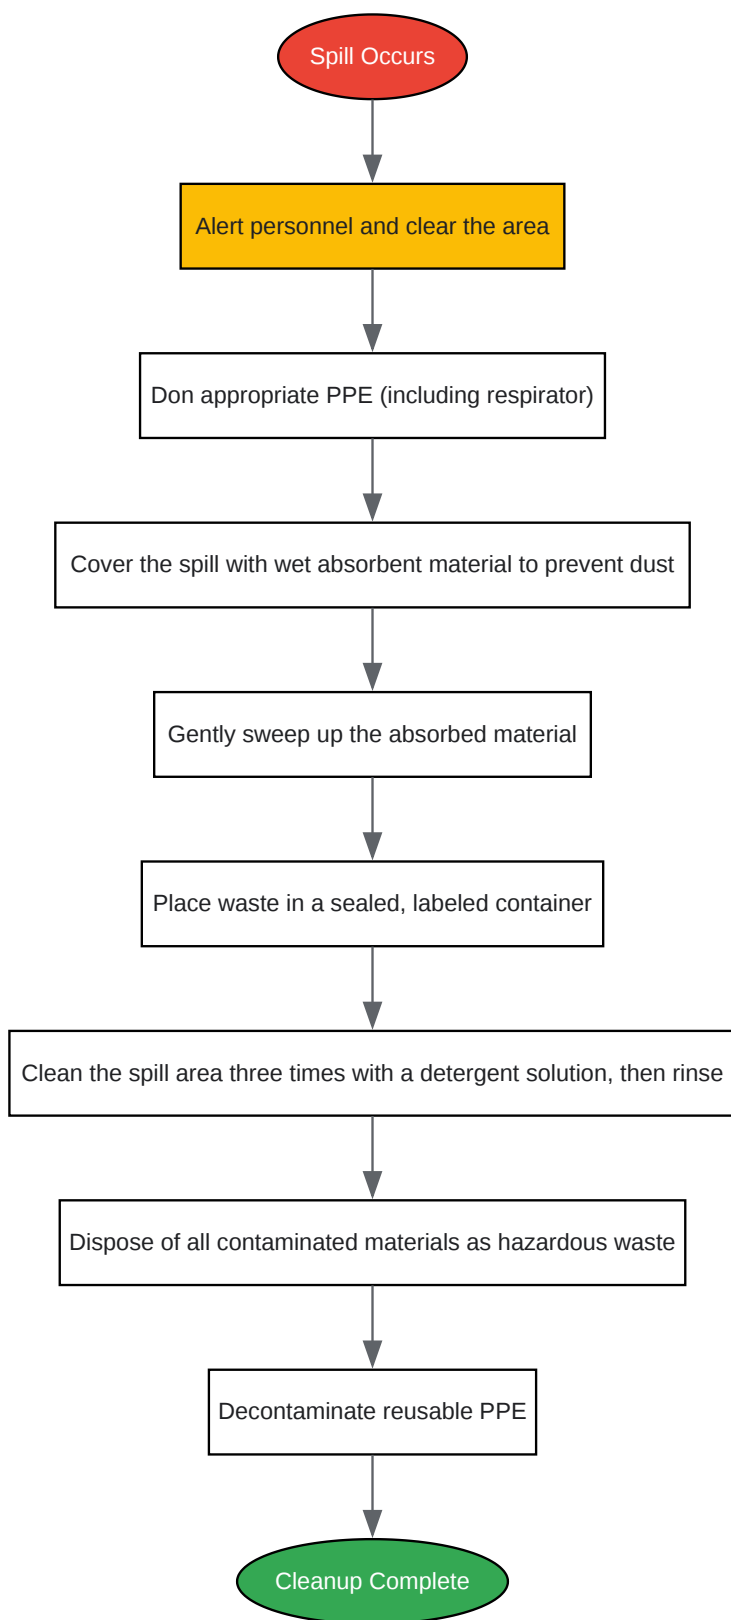 Spill Occurs
Alert personnel and clear the area
Don appropriate PPE (including respirator)
Cover the spill with wet absorbent material to prevent dust
Gently sweep up the absorbed material
Place waste in a sealed, labeled container
Clean the spill area three times with a detergent solution, then rinse
Dispose of all contaminated materials as hazardous waste
Decontaminate reusable PPE
Cleanup Complete